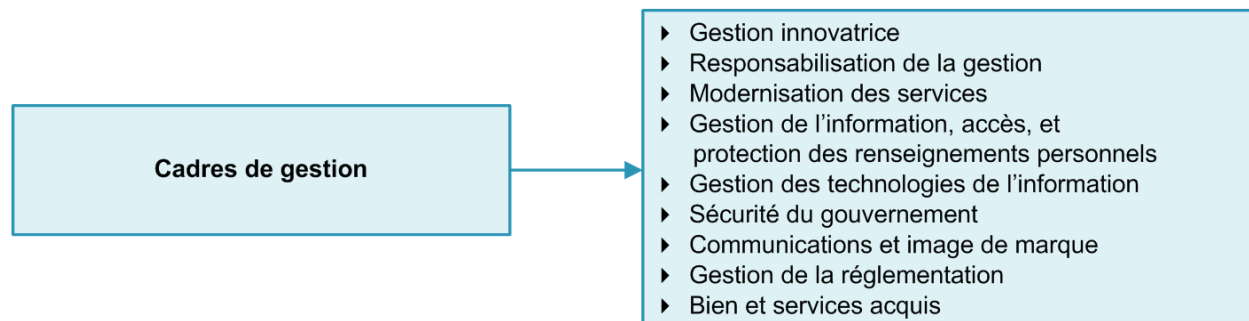 Cadres de gestion
Gestion innovatrice
Responsabilisation de la gestion
Modernisation des services
Gestion de l’information, accès, et
protection des renseignements personnels
Gestion des technologies de l’information
Sécurité du gouvernement
Communications et image de marque
Gestion de la réglementation
Bien et services acquis